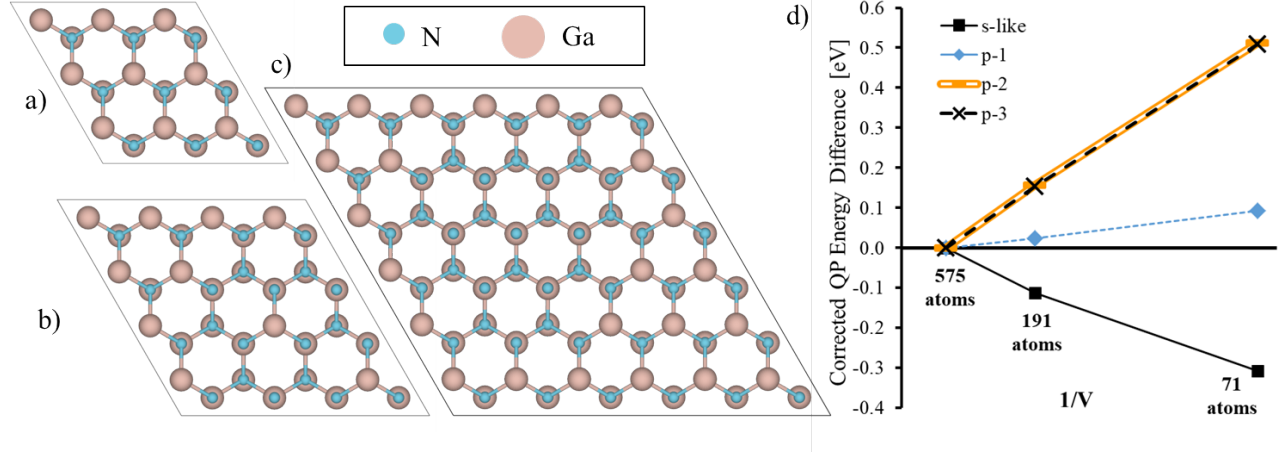 a)
b)
c)
N
Ga
d)
Corrected QP Energy Difference [eV]
0.6
0.5
0.4
0.3
0.2
0.1
0.0
-0.1
-0.2
-0.3
-0.4
s-like
p-1
p-2
p-3
575
atoms
191
atoms
71
atoms
1/V